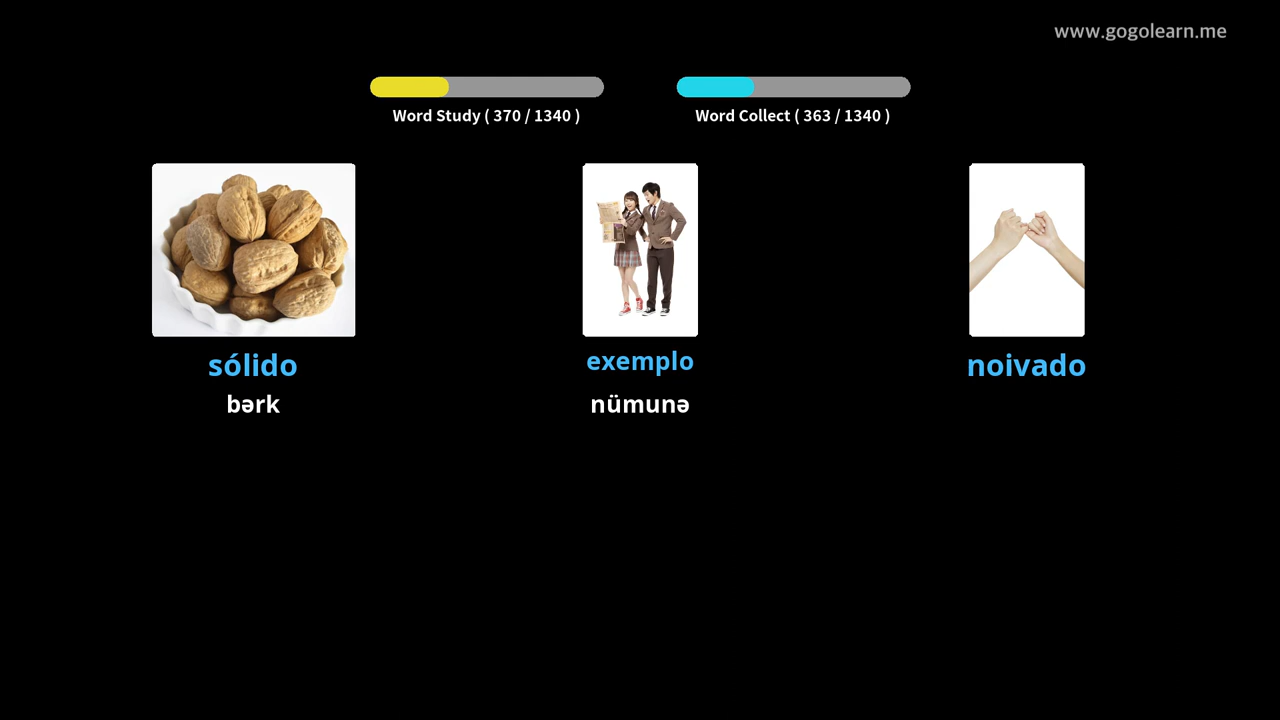 www.gogolearn.me
Word Study ( 370 / 1340 )
Word Collect ( 363 / 1340 )
sólido
bərk
exemplo
nümunə
noivado